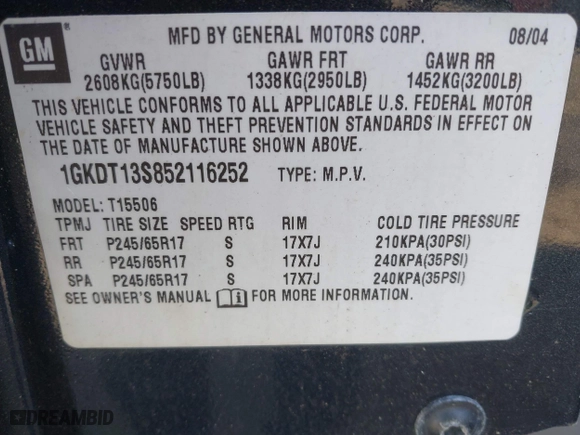 GM
MFD BY GENERAL MOTORS CORP. 08/04
GVWR GAWR FRT GAWR RR
2608KG(5750LB) 1338KG(2950LB) 1452KG(3200LB)
THIS VEHICLE CONFORMS TO ALL APPLICABLE U.S. FEDERAL MOTOR
VEHICLE SAFETY AND THEFT PREVENTION STANDARDS IN EFFECT ON
THE DATE OF MANUFACTURE SHOWN ABOVE.
1GKDT13S852116252 TYPE: M.P.V.
MODEL: T15506
TPMJ TIRE SIZE SPEED RTG RIM COLD TIRE PRESSURE
FRT P245/65R17 S 17X7J 210KPA(30PSI)
RR P245/65R17 S 17X7J 240KPA(35PSI)
SPA P245/65R17 S 17X7J 240KPA(35PSI)
SEE OWNER'S MANUAL i FOR MORE INFORMATION.
DREAMBID